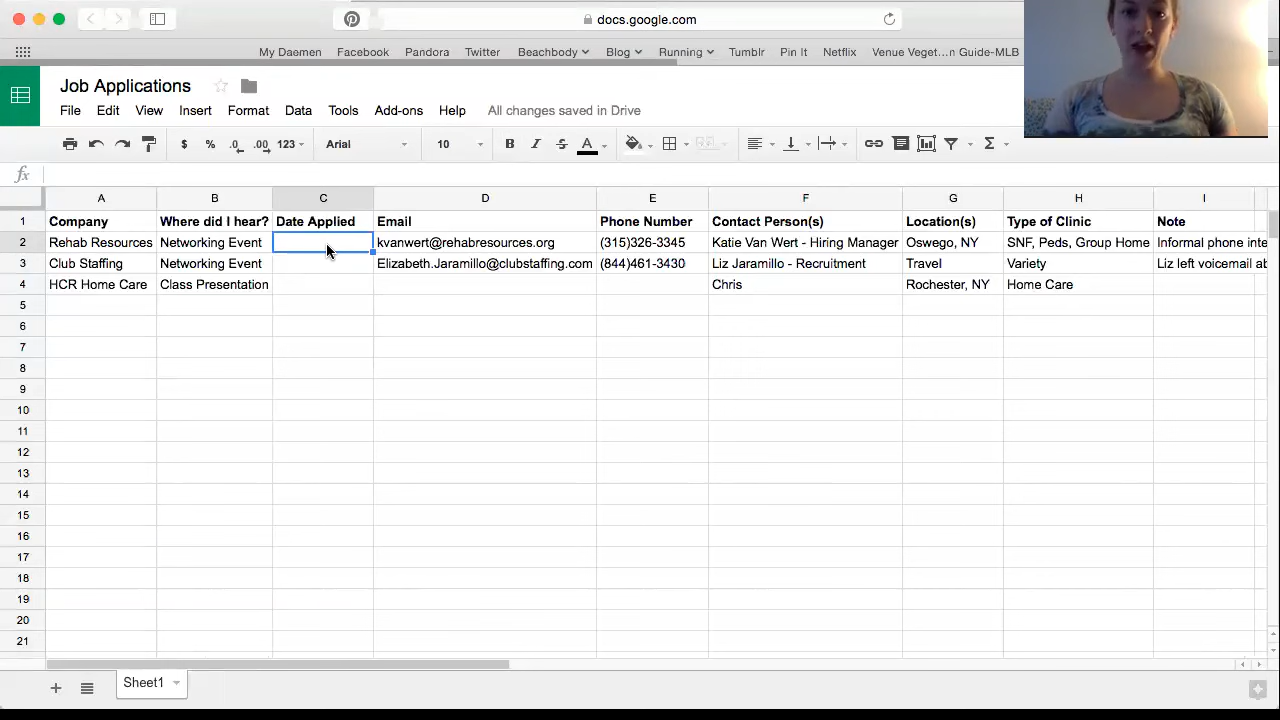 docs.google.com
My Daemen Facebook Pandora Twitter Beachbody Blog Running Tumblr Pin It Netflix Venue Veget...n Guide-MLB
Job Applications
File Edit View Insert Format Data Tools Add-ons Help All changes saved in Drive
$ % .0 .00 123 Arial 10 B I S A Σ
fx
A B C D E F G H I
1 Company Where did I hear? Date Applied Email Phone Number Contact Person(s) Location(s) Type of Clinic Note
2 Rehab Resources Networking Event kvanwert@rehabresources.org (315)326-3345 Katie Van Wert - Hiring Manager Oswego, NY SNF, Peds, Group Home Informal phone inte
3 Club Staffing Networking Event Elizabeth.Jaramillo@clubstaffing.com (844)461-3430 Liz Jaramillo - Recruitment Travel Variety Liz left voicemail ab
4 HCR Home Care Class Presentation Chris Rochester, NY Home Care
5
6
7
8
9
10
11
12
13
14
15
16
17
18
19
20
21
Sheet1